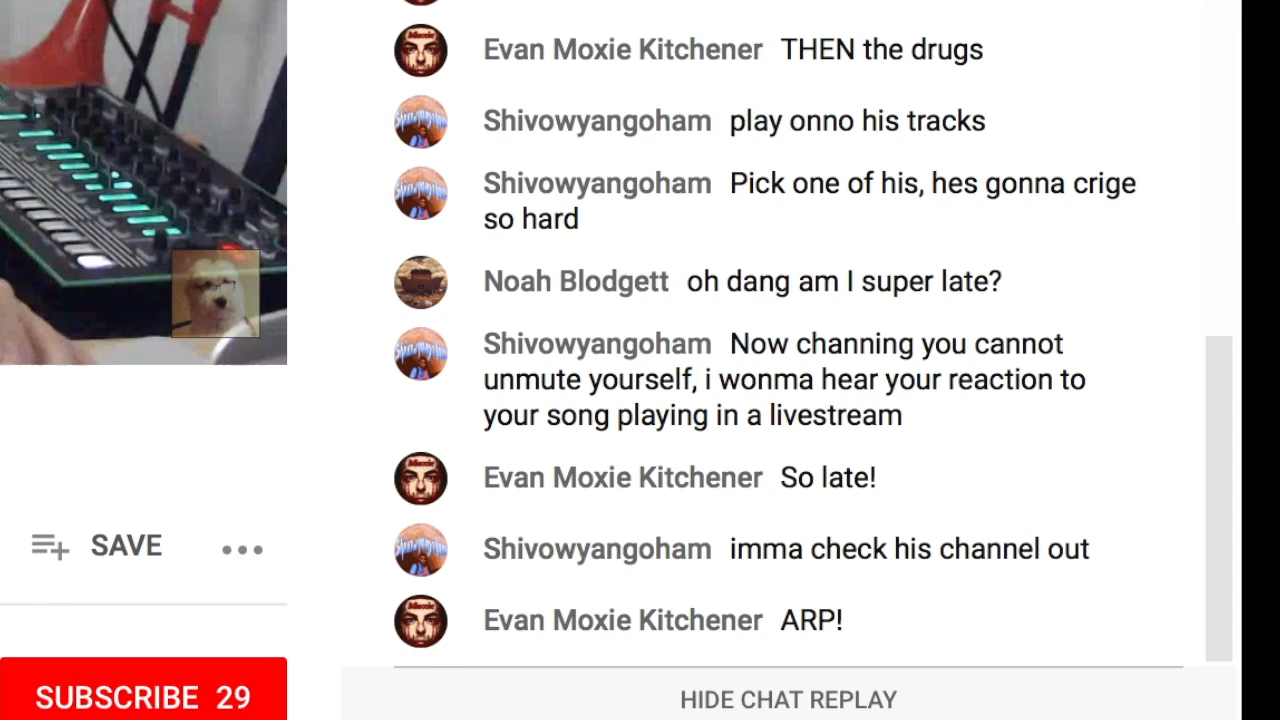 Evan Moxie Kitchener THEN the drugs
Shivowyangoham play onno his tracks
Shivowyangoham Pick one of his, hes gonna crige
so hard
Noah Blodgett oh dang am I super late?
Shivowyangoham Now channing you cannot
unmute yourself, i wonma hear your reaction to
your song playing in a livestream
Evan Moxie Kitchener So late!
SAVE
Shivowyangoham imma check his channel out
Evan Moxie Kitchener ARP!
SUBSCRIBE 29
HIDE CHAT REPLAY